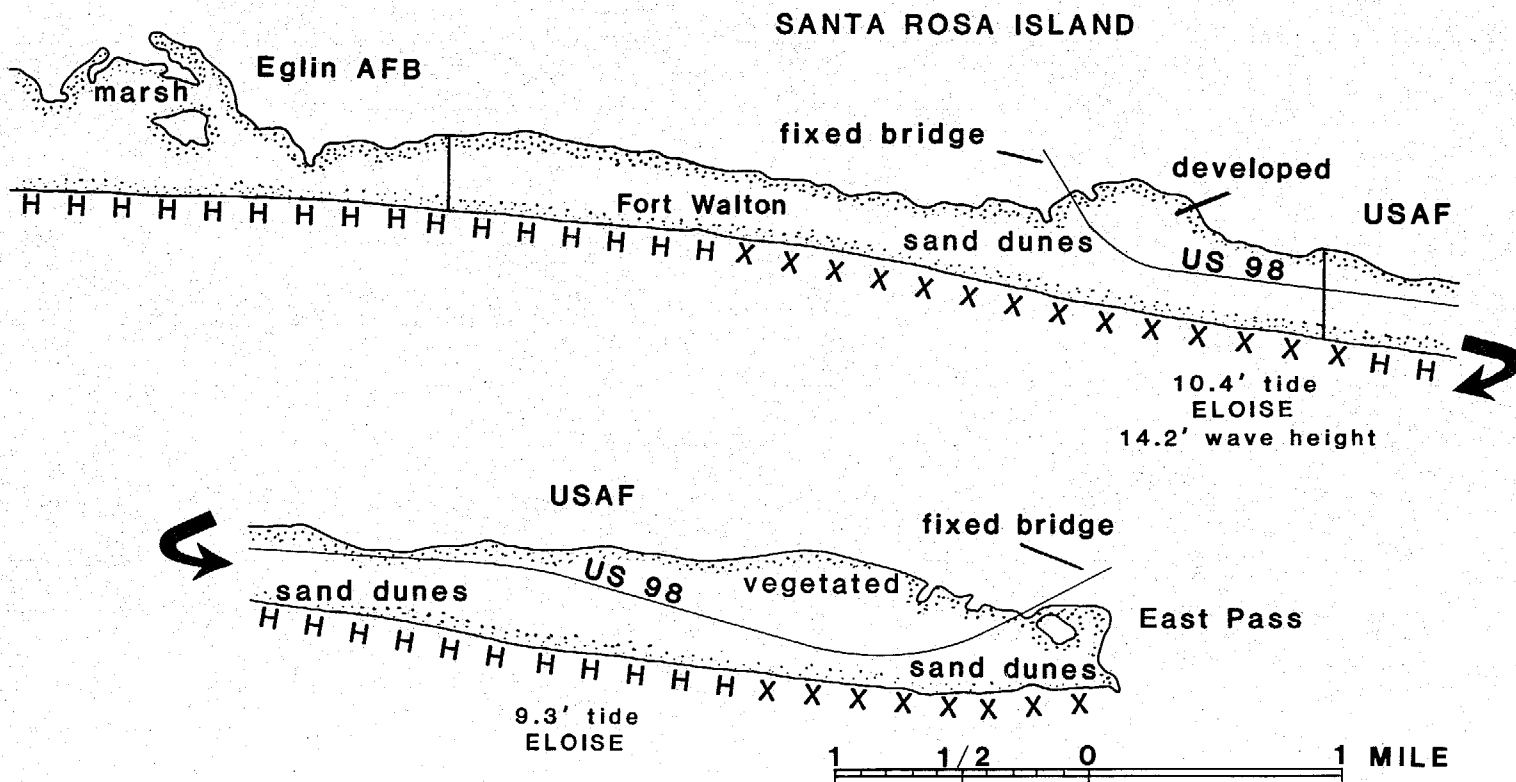 SANTA ROSA ISLAND
Eglin AFB
marsh
fixed bridge
developed
Fort Walton
sand dunes
USAF
US 98
H H H H H H H H H H H H H H H H X X X X X X X X X X X X X X H H
10.4' tide
ELOISE
14.2' wave height
USAF
fixed bridge
sand dunes
US 98
vegetated
East Pass
sand dunes
H H H H H H H H H H H X X X X X X X X
9.3' tide
ELOISE
1 1/2 0 1 MILE